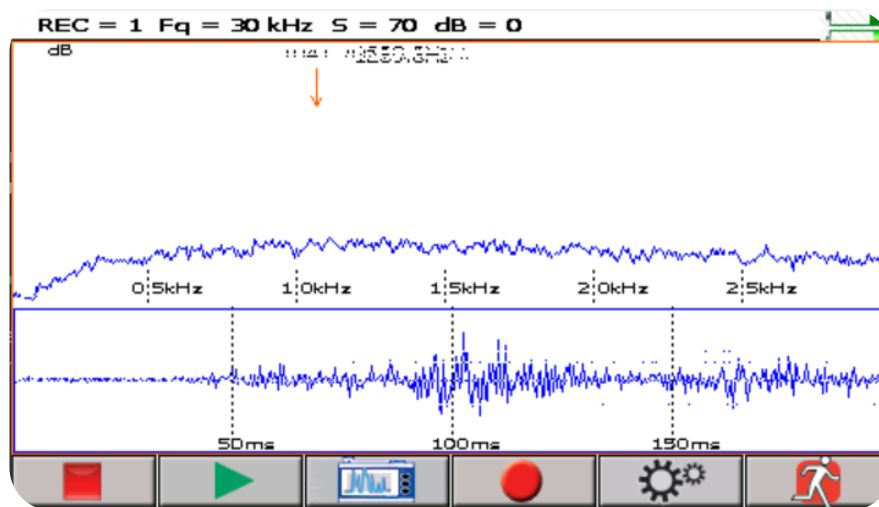 REC = 1 Fq = 30 kHz S = 70 dB = 0
dB
0.5kHz 1.0kHz 1.5kHz 2.0kHz 2.5kHz
50ms 100ms 150ms